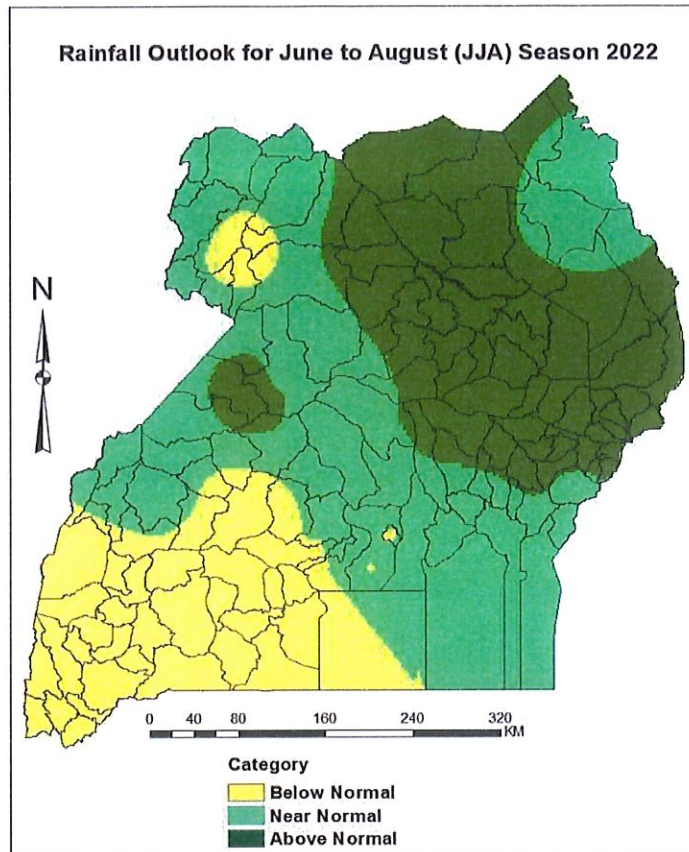 Rainfall Outlook for June to August (JJA) Season 2022
N
0 20 40 80 160 240 320
KM
Category
Below Normal
Near Normal
Above Normal